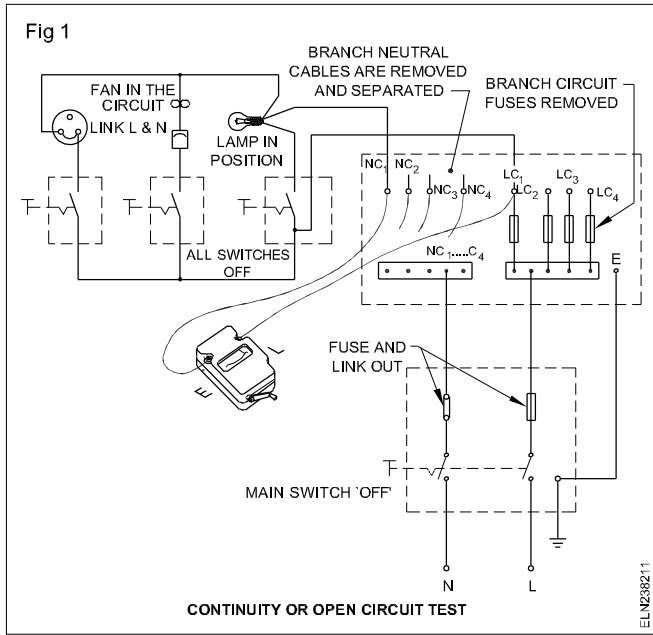 Fig 1
BRANCH NEUTRAL
CABLES ARE REMOVED
AND SEPARATED
BRANCH CIRCUIT
FUSES REMOVED
FAN IN THE
CIRCUIT
LINK L & N
LAMP IN
POSITION
NC1
NC2
NC3
NC4
LC1
LC2
LC3
LC4
ALL SWITCHES
OFF
NC1.....C4
E
L
E
FUSE AND
LINK OUT
MAIN SWITCH 'OFF'
N
L
CONTINUITY OR OPEN CIRCUIT TEST
ELN238211